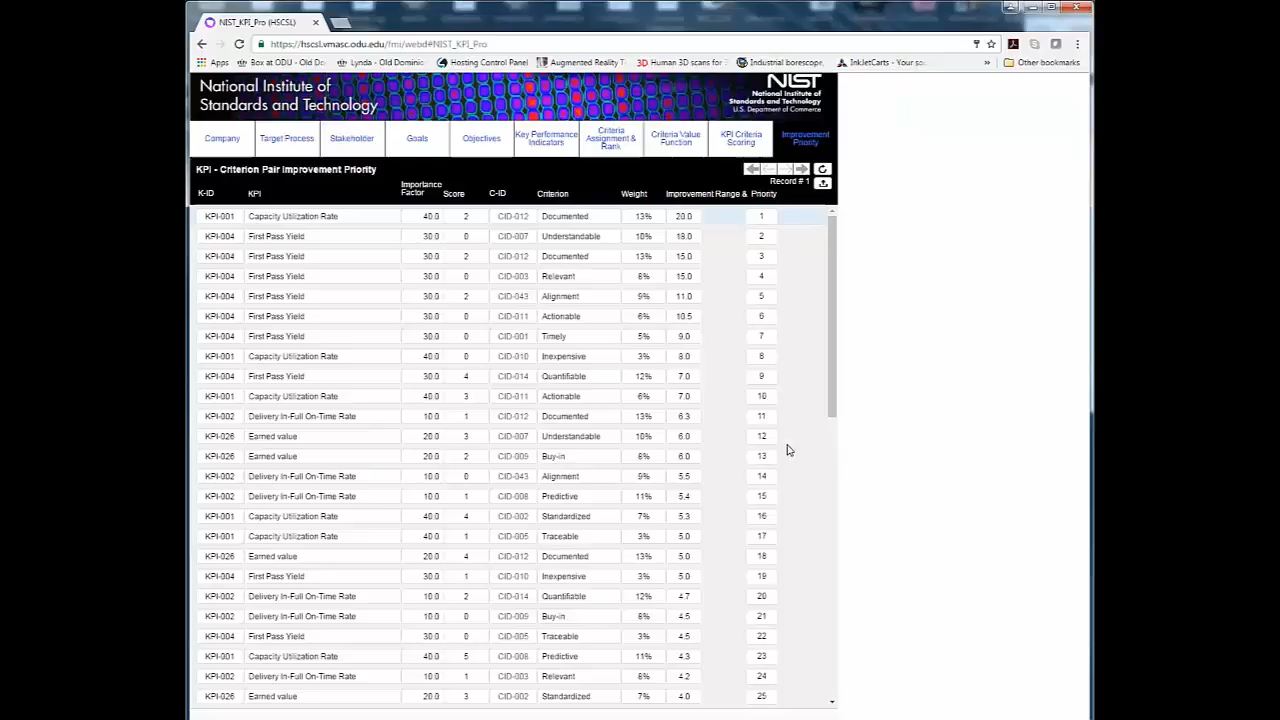 NIST_KPI_Pro (HSCSL)
https://hscsl.vmasc.odu.edu/fmi/webd#NIST_KPI_Pro
Apps Box at ODU - Old Do Lynda - Old Dominio Hosting Control Panel Augmented Reality T Human 3D scans for Industrial borescope, InkJetCarts - Your so » Other bookmarks
National Institute of
Standards and Technology
NIST
National Institute of
Standards and Technology
U.S. Department of Commerce
Company Target Process Stakeholder Goals Objectives Key Performance Indicators Criteria Assignment & Rank Criteria Value Function KPI Criteria Scoring Improvement Priority
KPI - Criterion Pair Improvement Priority
Record # 1
K-ID KPI Importance Factor Score C-ID Criterion Weight Improvement Range & Priority
KPI-001 Capacity Utilization Rate 40.0 2 CID-012 Documented 13% 20.0 1
KPI-004 First Pass Yield 30.0 0 CID-007 Understandable 10% 18.0 2
KPI-004 First Pass Yield 30.0 2 CID-012 Documented 13% 15.0 3
KPI-004 First Pass Yield 30.0 0 CID-003 Relevant 8% 15.0 4
KPI-004 First Pass Yield 30.0 2 CID-043 Alignment 9% 11.0 5
KPI-004 First Pass Yield 30.0 0 CID-011 Actionable 6% 10.5 6
KPI-004 First Pass Yield 30.0 0 CID-001 Timely 5% 9.0 7
KPI-001 Capacity Utilization Rate 40.0 0 CID-010 Inexpensive 3% 8.0 8
KPI-004 First Pass Yield 30.0 4 CID-014 Quantifiable 12% 7.0 9
KPI-001 Capacity Utilization Rate 40.0 3 CID-011 Actionable 6% 7.0 10
KPI-002 Delivery In-Full On-Time Rate 10.0 1 CID-012 Documented 13% 6.3 11
KPI-026 Earned value 20.0 3 CID-007 Understandable 10% 6.0 12
KPI-026 Earned value 20.0 2 CID-009 Buy-in 8% 6.0 13
KPI-002 Delivery In-Full On-Time Rate 10.0 0 CID-043 Alignment 9% 5.5 14
KPI-002 Delivery In-Full On-Time Rate 10.0 1 CID-008 Predictive 11% 5.4 15
KPI-001 Capacity Utilization Rate 40.0 4 CID-002 Standardized 7% 5.3 16
KPI-001 Capacity Utilization Rate 40.0 1 CID-005 Traceable 3% 5.0 17
KPI-026 Earned value 20.0 4 CID-012 Documented 13% 5.0 18
KPI-004 First Pass Yield 30.0 1 CID-010 Inexpensive 3% 5.0 19
KPI-002 Delivery In-Full On-Time Rate 10.0 2 CID-014 Quantifiable 12% 4.7 20
KPI-002 Delivery In-Full On-Time Rate 10.0 0 CID-009 Buy-in 8% 4.5 21
KPI-004 First Pass Yield 30.0 0 CID-005 Traceable 3% 4.5 22
KPI-001 Capacity Utilization Rate 40.0 5 CID-008 Predictive 11% 4.3 23
KPI-002 Delivery In-Full On-Time Rate 10.0 1 CID-003 Relevant 8% 4.2 24
KPI-026 Earned value 20.0 3 CID-002 Standardized 7% 4.0 25